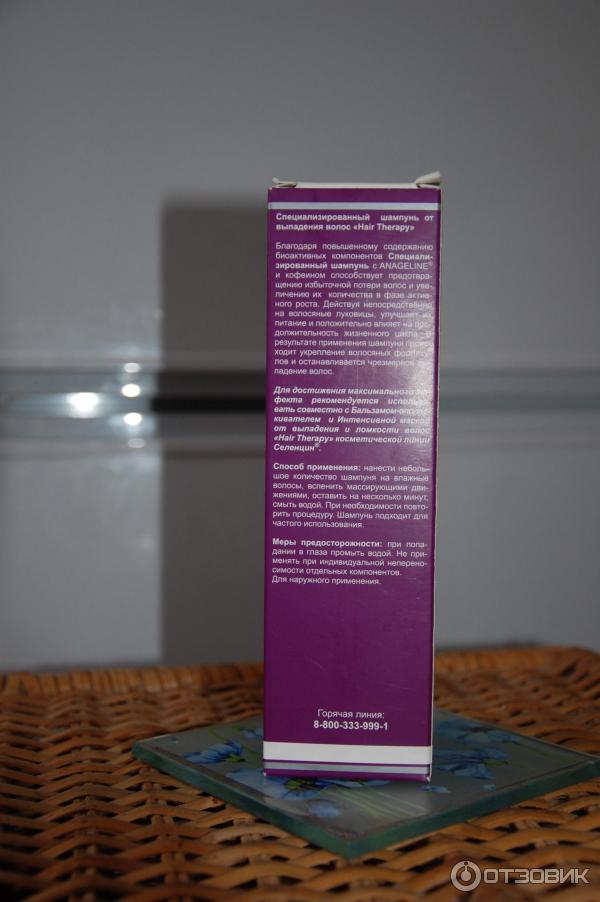 Специализированный шампунь от
выпадения волос «Hair Therapy»
Благодаря повышенному содержанию
биоактивных компонентов Специали-
зированный шампунь с ANAGELINE®
и кофеином способствует предотвра-
щению избыточной потери волос и уве-
личению их количества в фазе актив-
ного роста. Действуя непосредственно
на волосяные луковицы, улучшает их
питание и положительно влияет на про-
должительность жизненного цикла. В
результате применения шампуня проис-
ходит укрепление волосяных фоллику-
лов и останавливается чрезмерное вы-
падение волос.
Для достижения максимального эф-
фекта рекомендуется использо-
вать совместно с Бальзамом-ополас-
кивателем и Интенсивной маской
от выпадения и ломкости волос
«Hair Therapy» косметической линии
Селенцин®.
Способ применения: нанести неболь-
шое количество шампуня на влажные
волосы, вспенить массирующими дви-
жениями, оставить на несколько минут,
смыть водой. При необходимости повто-
рить процедуру. Шампунь подходит для
частого использования.
Меры предосторожности: при попа-
дании в глаза промыть водой. Не при-
менять при индивидуальной неперено-
симости отдельных компонентов.
Для наружного применения.
Горячая линия:
8-800-333-999-1
ОТЗОВИК